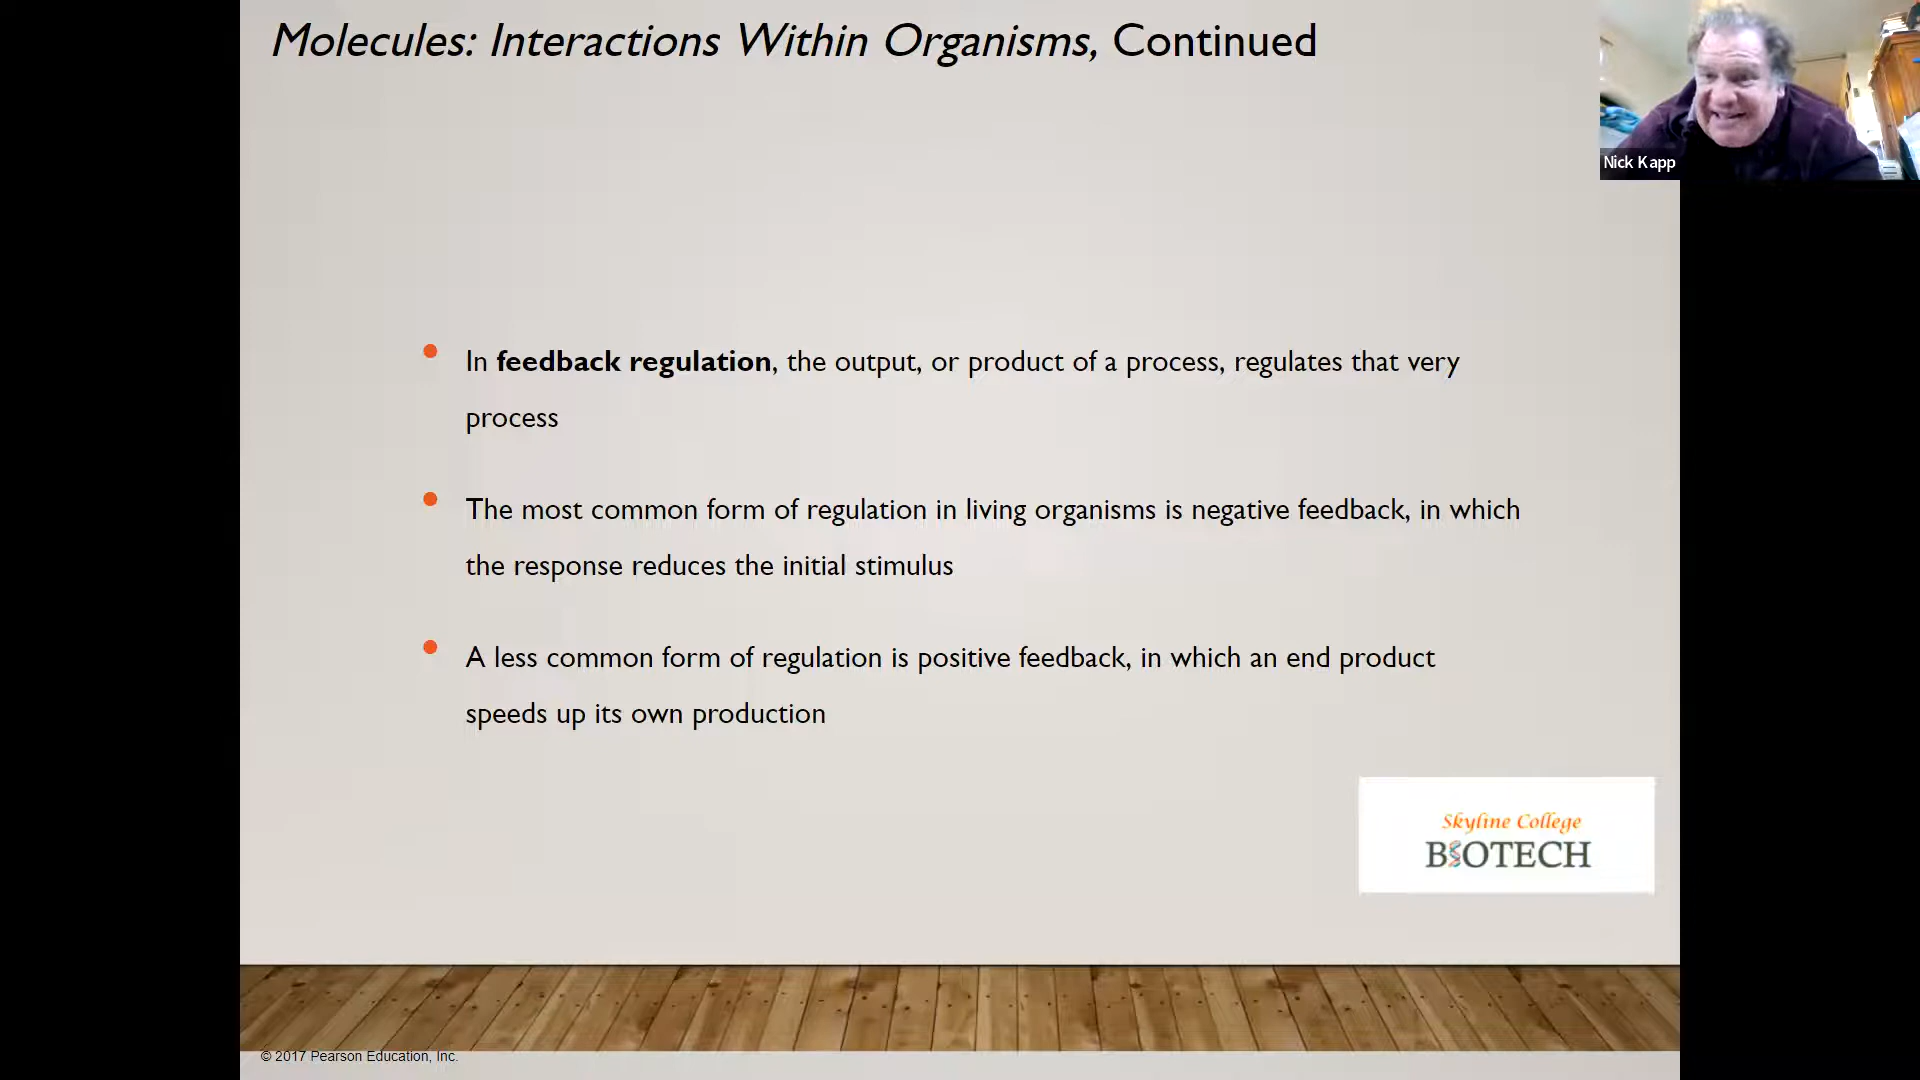 Molecules: Interactions Within Organisms, Continued
Nick Kapp
In feedback regulation, the output, or product of a process, regulates that very
process
The most common form of regulation in living organisms is negative feedback, in which
the response reduces the initial stimulus
A less common form of regulation is positive feedback, in which an end product
speeds up its own production
Skyline College
BIOTECH
© 2017 Pearson Education, Inc.